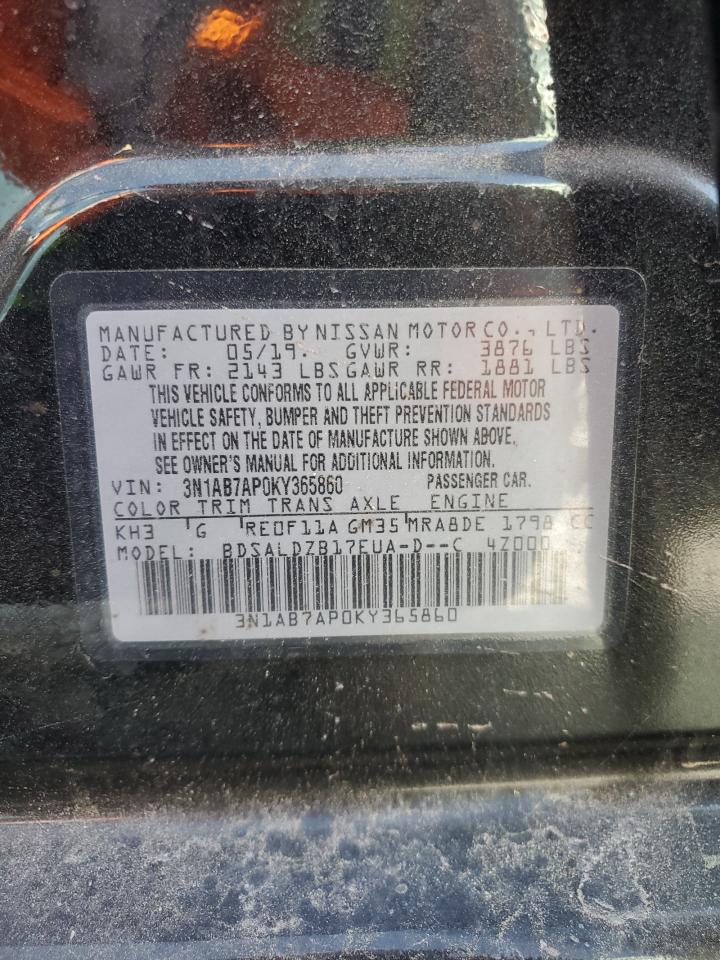 MANUFACTURED BY NISSAN MOTOR CO., LTD.
DATE: 05/19. GVWR: 3876 LBS
GAWR FR: 2143 LBS GAWR RR: 1881 LBS
THIS VEHICLE CONFORMS TO ALL APPLICABLE FEDERAL MOTOR
VEHICLE SAFETY, BUMPER AND THEFT PREVENTION STANDARDS
IN EFFECT ON THE DATE OF MANUFACTURE SHOWN ABOVE.
SEE OWNER'S MANUAL FOR ADDITIONAL INFORMATION.
VIN: 3N1AB7AP0KY365860 PASSENGER CAR.
COLOR TRIM TRANS AXLE ENGINE
KH3 G RE0F11A GM35 MRA8DE 1798 CC
MODEL: BDSALDZB17EUA-D--C 4Z000
3N1AB7AP0KY365860